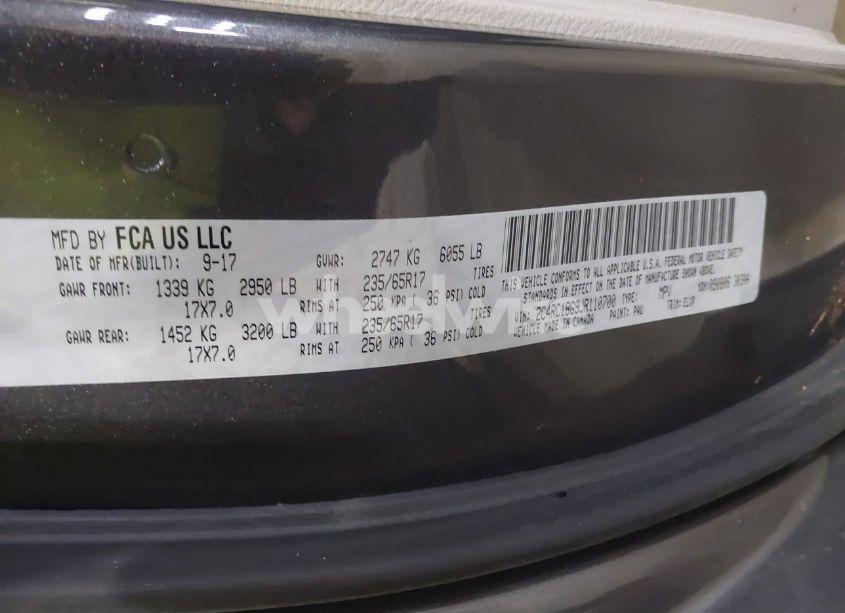 MFD BY FCA US LLC
DATE OF MFR(BUILT): 9-17 GVWR: 2747 KG 6055 LB
GAWR FRONT: 1339 KG 2950 LB WITH 235/65R17 TIRES
17X7.0 RIMS AT 250 KPA ( 36 PSI) COLD
GAWR REAR: 1452 KG 3200 LB WITH 235/65R17 TIRES
17X7.0 RIMS AT 250 KPA ( 36 PSI) COLD
THIS VEHICLE CONFORMS TO ALL APPLICABLE U.S.A. FEDERAL MOTOR VEHICLE SAFETY
STANDARDS IN EFFECT ON THE DATE OF MANUFACTURE SHOWN ABOVE.
VIN: TYPE: MPV MDH:
VEHICLE MADE IN CANADA PAINT: PAU TRIM: